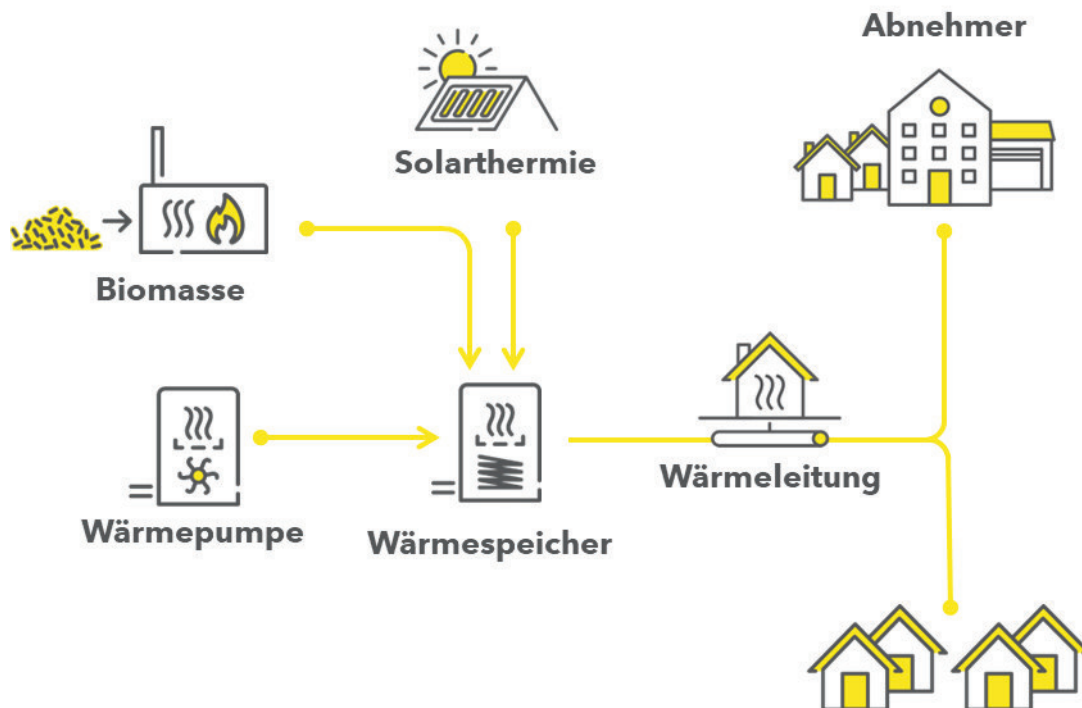 Abnehmer
Solarthermie
Biomasse
Wärmeleitung
Wärmepumpe
Wärmespeicher